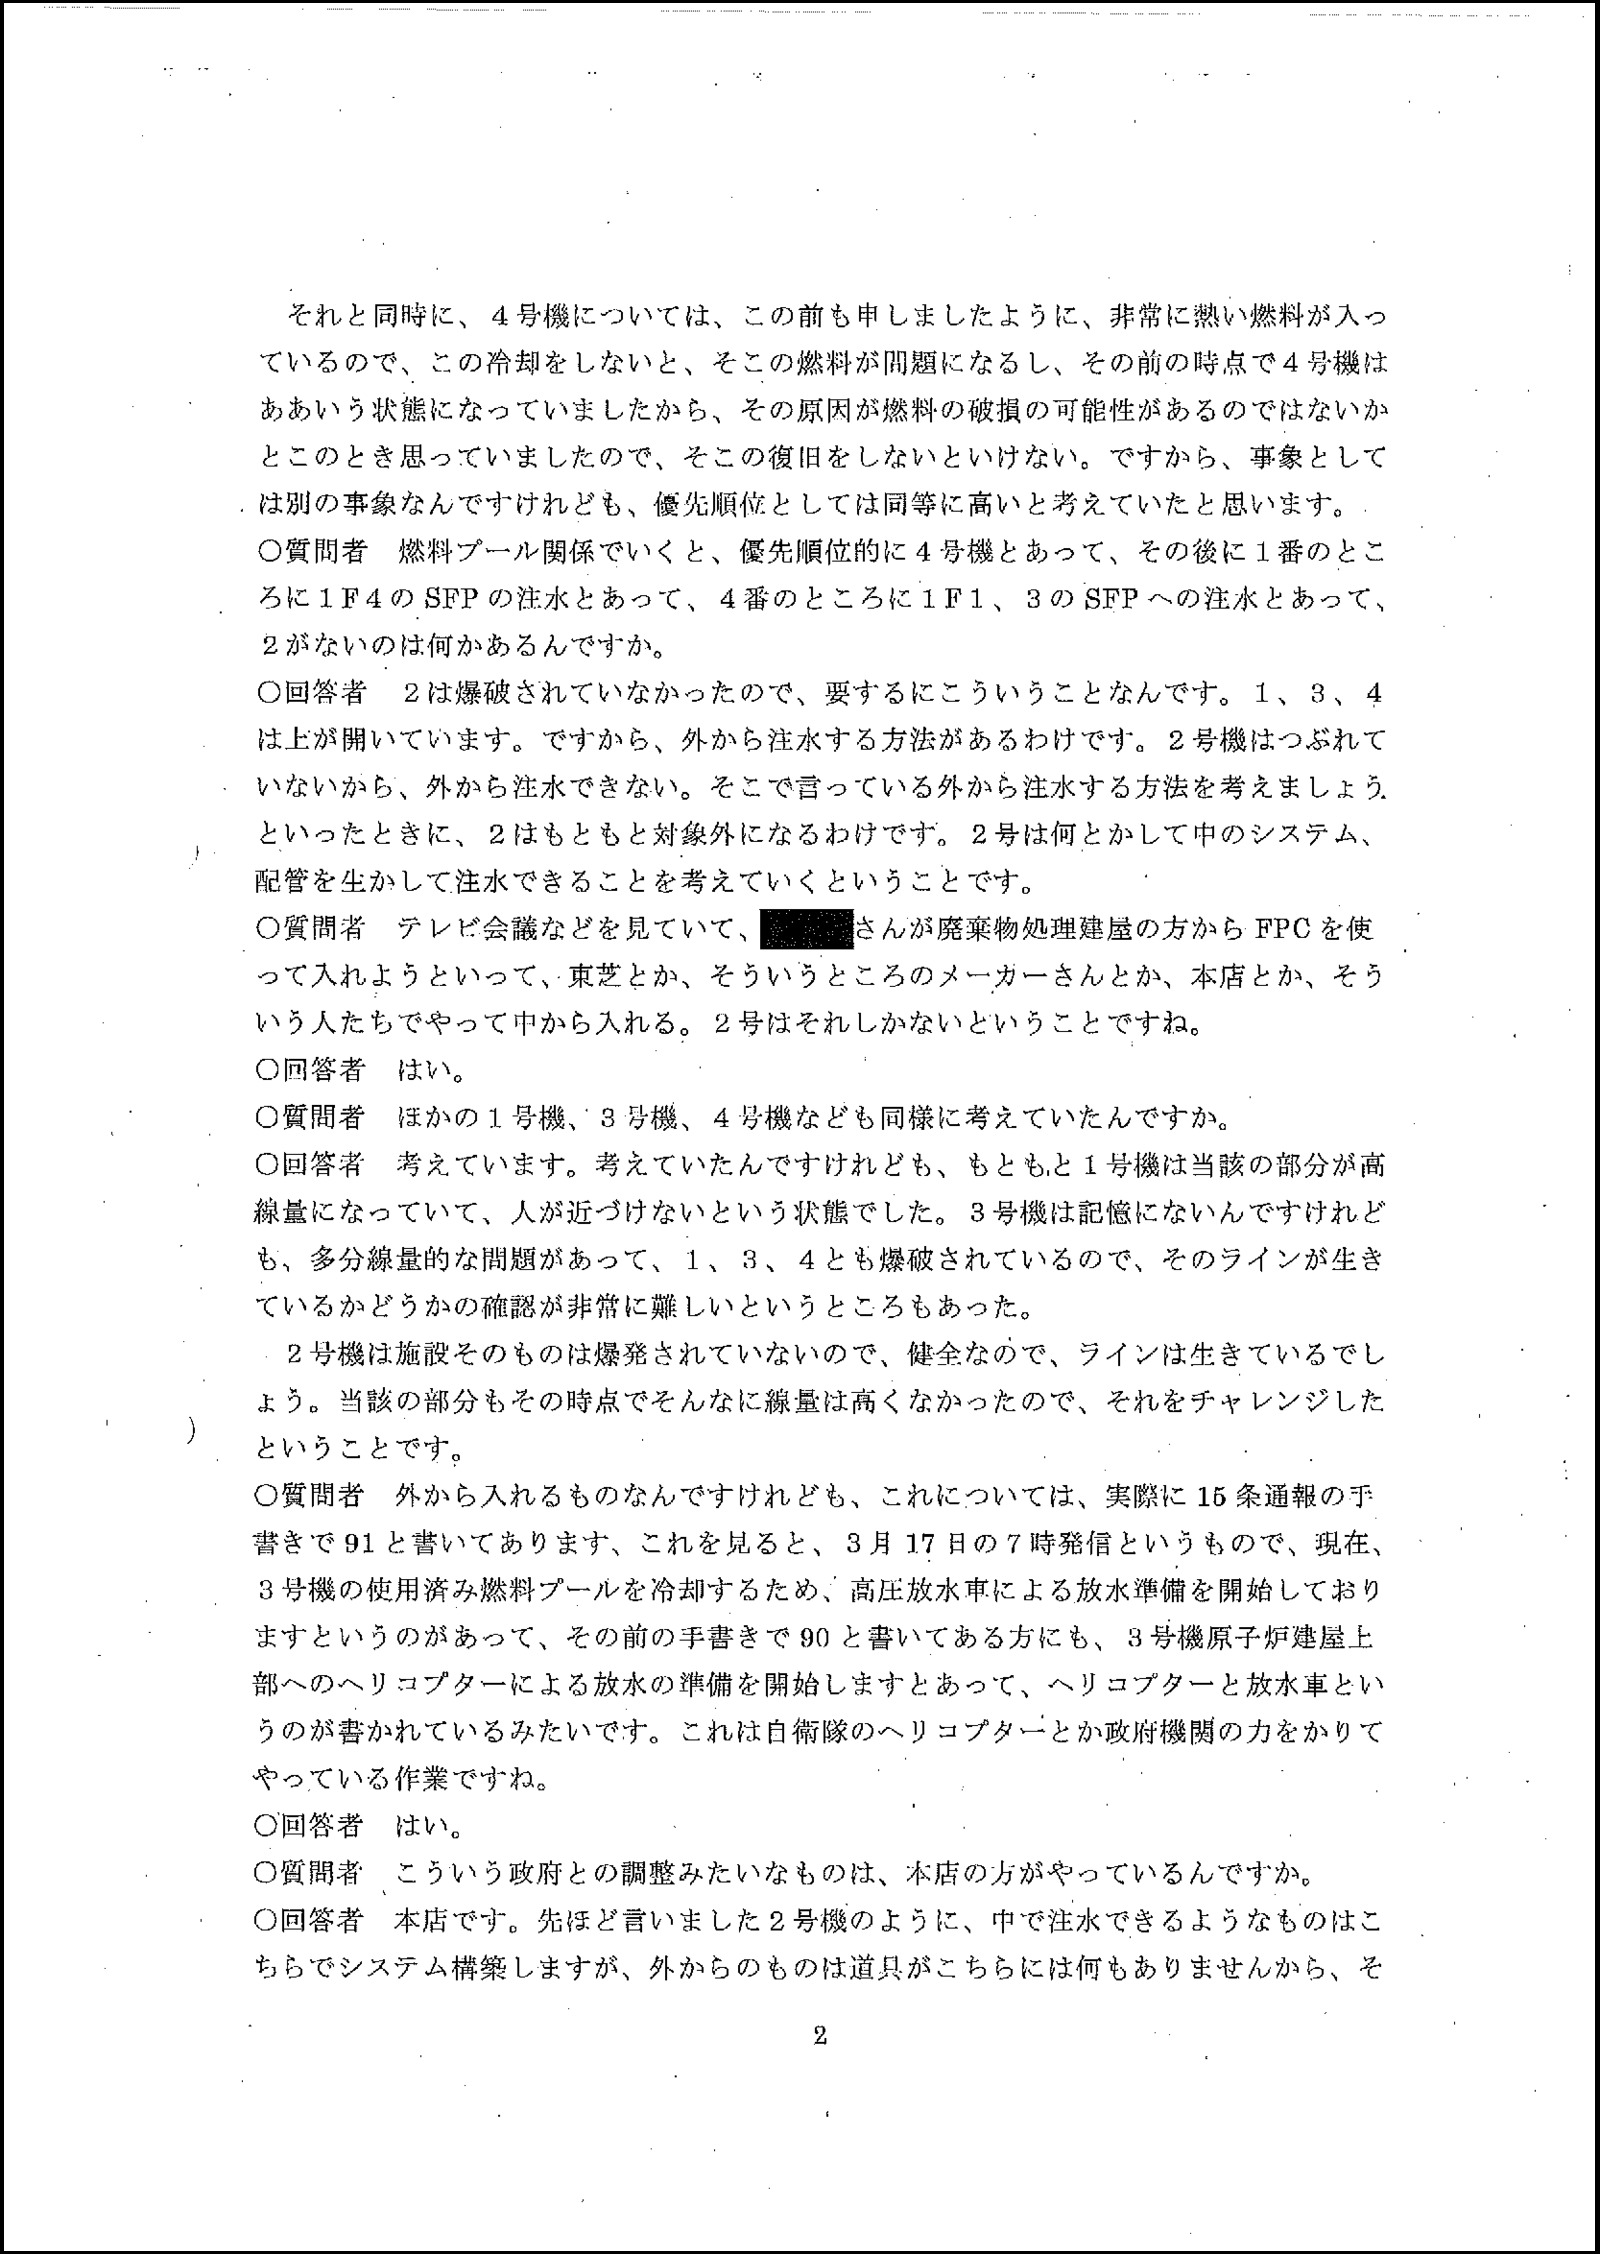 それと同時に、４号機については、この前も申しましたように、非常に熱い燃料が入っ
ているので、この冷却をしないと、そこの燃料が問題になるし、その前の時点で４号機は
ああいう状態になっていましたから、その原因が燃料の破損の可能性があるのではないか
とこのとき思っていましたので、そこの復旧をしないといけない。ですから、事象として
は別の事象なんですけれども、優先順位としては同等に高いと考えていたと思います。
○質問者　燃料プール関係でいくと、優先順位的に４号機とあって、その後に１番のとこ
ろに１F４の SFP の注水とあって、４番のところに１F１、３の SFP への注水とあって、
２がないのは何かあるんですか。
○回答者　２は爆破されていなかったので、要するにこういうことなんです。１、３、４
は上が開いています。ですから、外から注水する方法があるわけです。２号機はつぶれて
いないから、外から注水できない。そこで言っている外から注水する方法を考えましょう
といったときに、２はもともと対象外になるわけです。２号は何とかして中のシステム、
配管を生かして注水できることを考えていくということです。
○質問者　テレビ会議などを見ていて、さんが廃棄物処理建屋の方から FPC を使
って入れようといって、東芝とか、そういうところのメーカーさんとか、本店とか、そう
いう人たちでやって中から入れる。２号はそれしかないということですね。
○回答者　はい。
○質問者　ほかの１号機、３号機、４号機なども同様に考えていたんですか。
○回答者　考えています。考えていたんですけれども、もともと１号機は当該の部分が高
線量になっていて、人が近づけないという状態でした。３号機は記憶にないんですけれど
も、多分線量的な問題があって、１、３、４とも爆破されているので、そのラインが生き
ているかどうかの確認が非常に難しいというところもあった。
２号機は施設そのものは爆発されていないので、健全なので、ラインは生きているでし
ょう。当該の部分もその時点でそんなに線量は高くなかったので、それをチャレンジした
ということです。
○質問者　外から入れるものなんですけれども、これについては、実際に 15 条通報の手
書きで 91 と書いてあります、これを見ると、３月 17 日の７時発信というもので、現在、
３号機の使用済み燃料プールを冷却するため、高圧放水車による放水準備を開始しており
ますというのがあって、その前の手書きで 90 と書いてある方にも、３号機原子炉建屋上
部へのヘリコプターによる放水の準備を開始しますとあって、ヘリコプターと放水車とい
うのが書かれているみたいです。これは自衛隊のヘリコプターとか政府機関の力をかりて
やっている作業ですね。
○回答者　はい。
○質問者　こういう政府との調整みたいなものは、本店の方がやっているんですか。
○回答者　本店です。先ほど言いました２号機のように、中で注水できるようなものはこ
ちらでシステム構築しますが、外からのものは道具がこちらには何もありませんから、そ
2